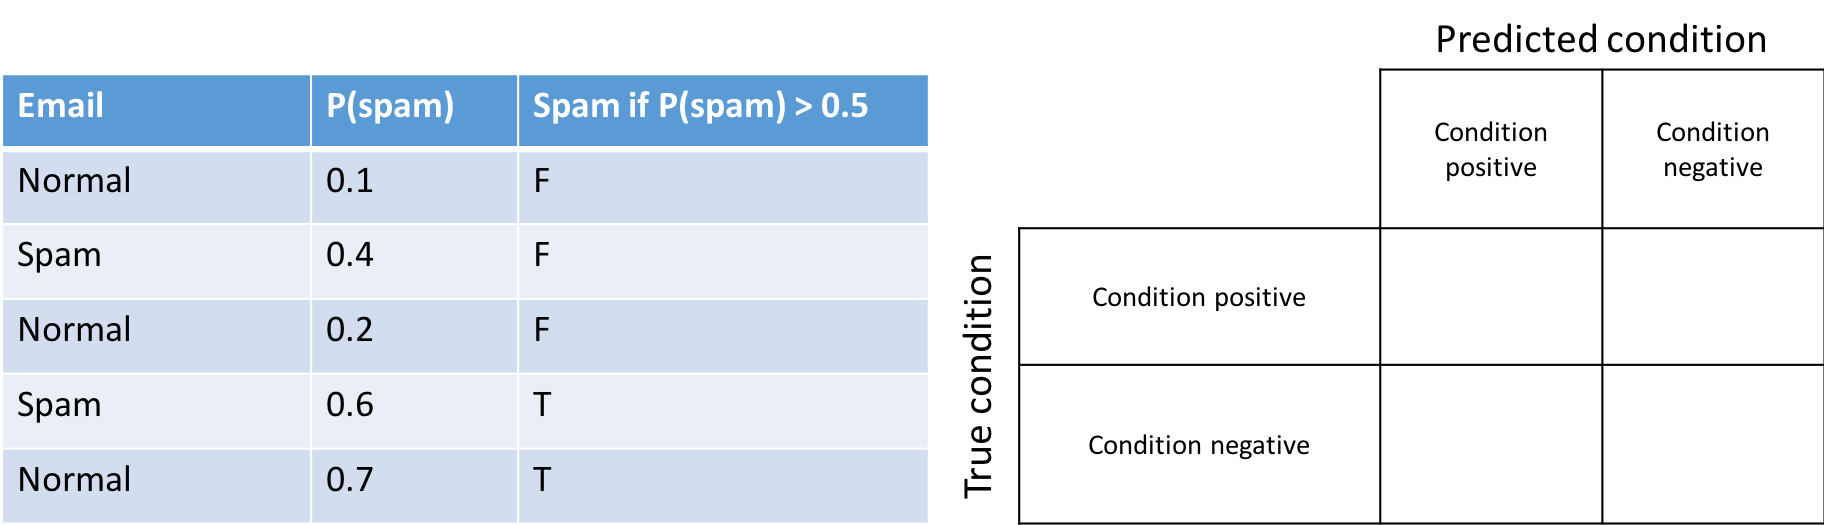 Email P(spam) Spam if P(spam) > 0.5
Normal 0.1 F
Spam 0.4 F
Normal 0.2 F
Spam 0.6 T
Normal 0.7 T
Predicted condition
Condition
positive
Condition
negative
True condition
Condition positive
Condition negative